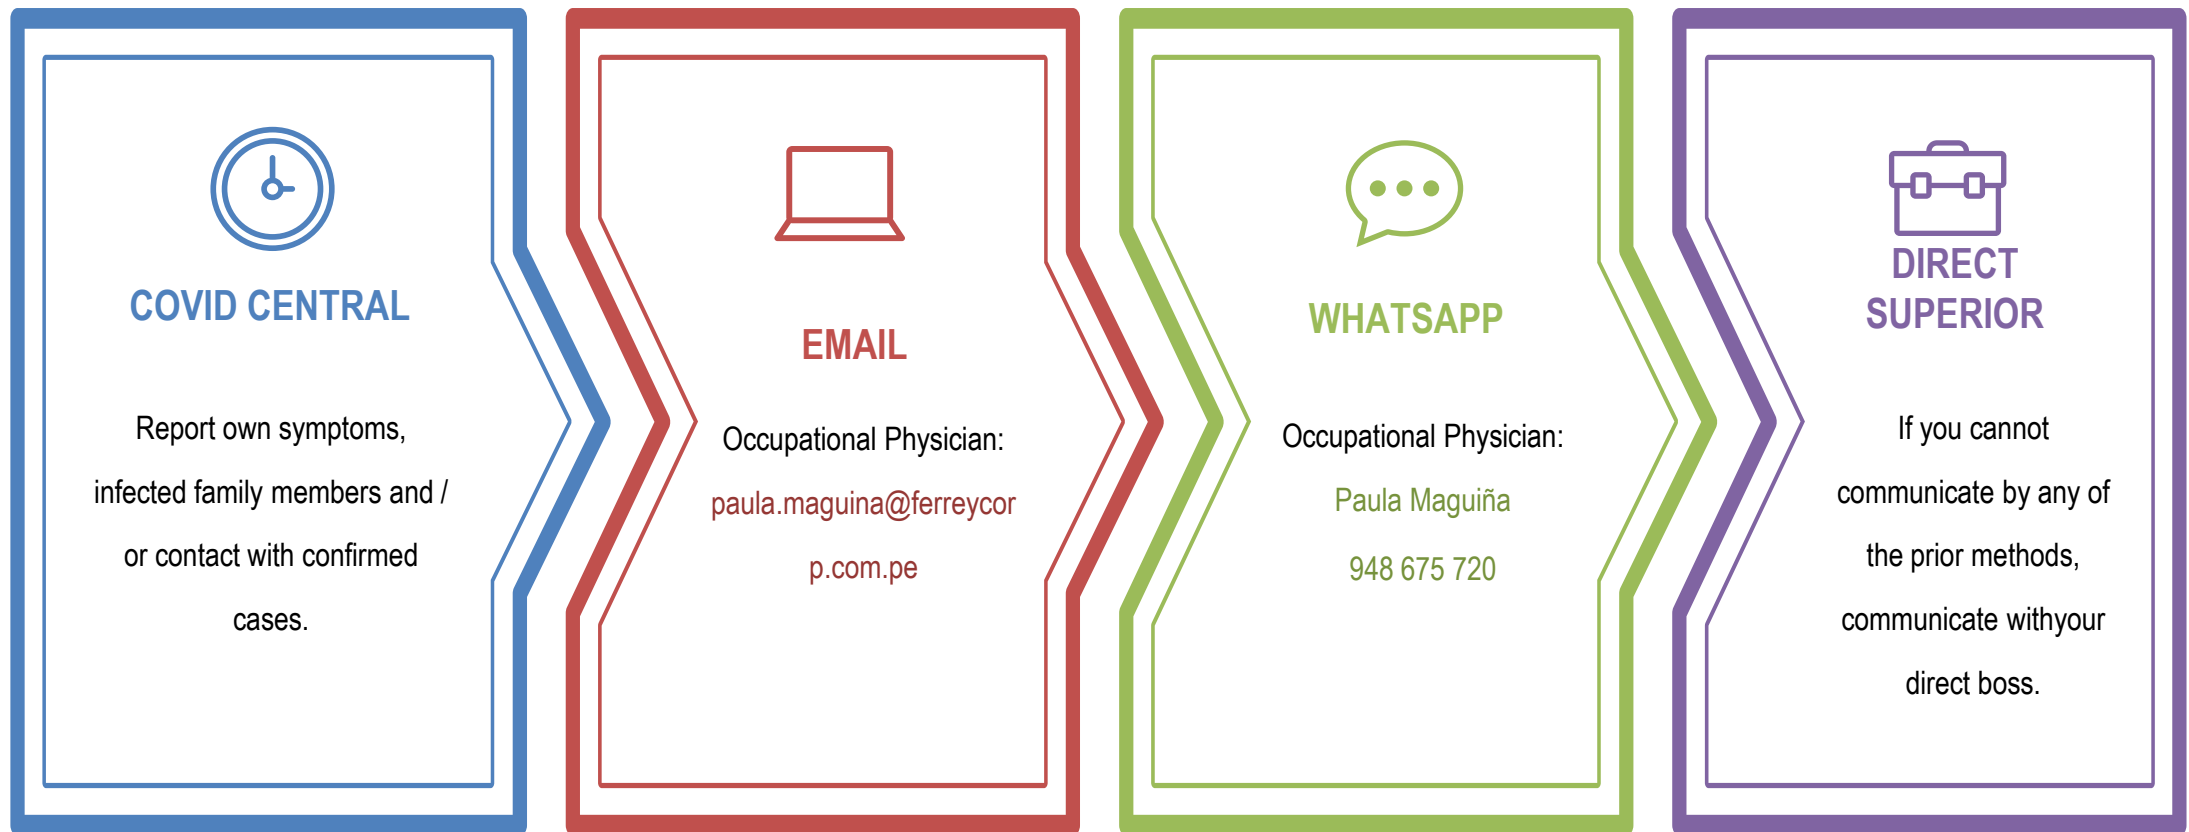 COVID CENTRAL
Report own symptoms,
infected family members and /
or contact with confirmed
cases.
EMAIL
Occupational Physician:
paula.maguina@ferreycor
p.com.pe
WHATSAPP
Occupational Physician:
Paula Maguiña
948 675 720
DIRECT
SUPERIOR
If you cannot
communicate by any of
the prior methods,
communicate withyour
direct boss.